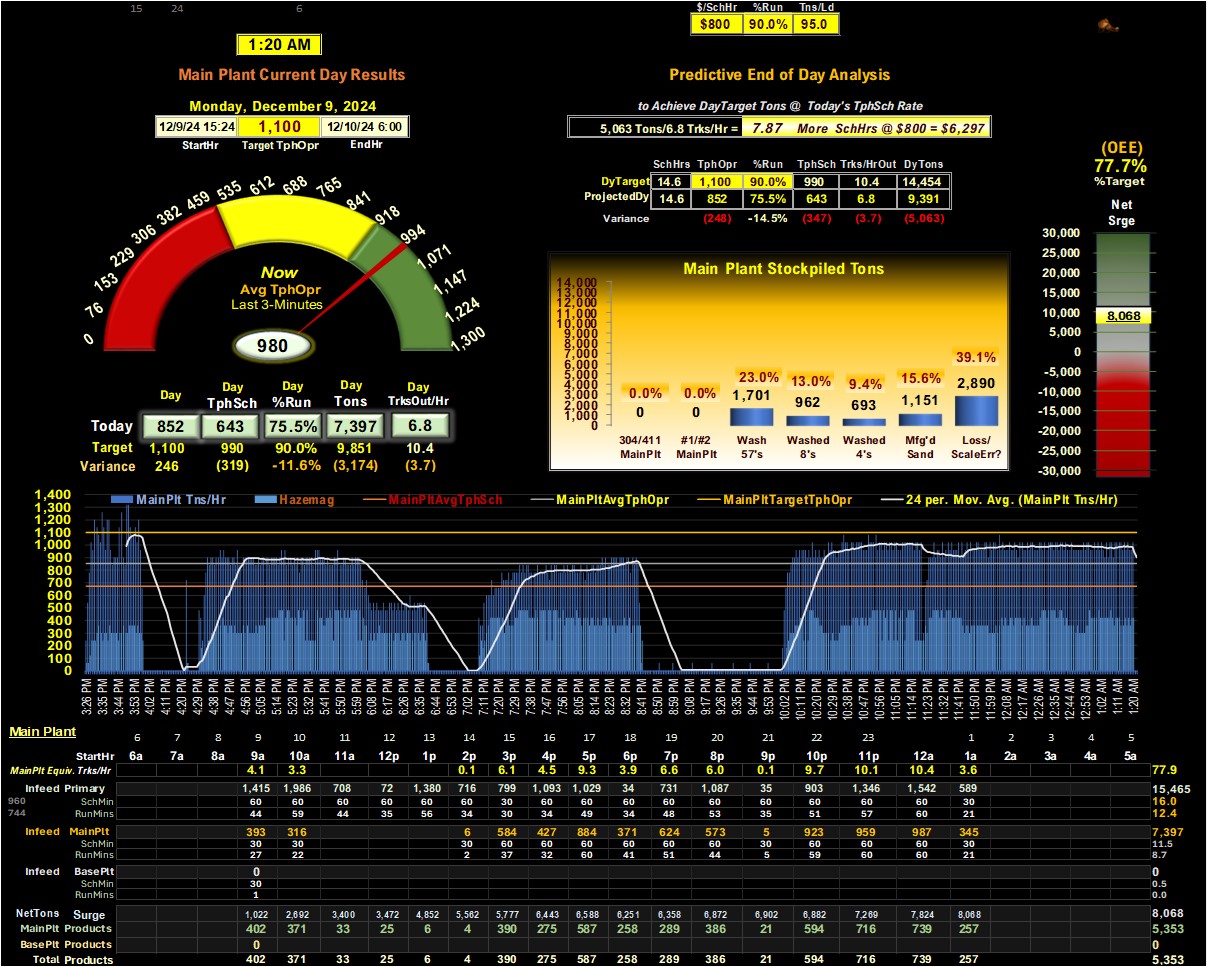 15 24 6
$/SchHr %Run Tns/Ld
$800 90.0% 95.0
1:20 AM
Main Plant Current Day Results
Monday, December 9, 2024
12/9/24 15:24 1,100 12/10/24 6:00
StartHr Target TphOpr EndHr
0 76 153 229 306 382 459 535 612 688 765 841 918 994 1,071 1,147 1,224 1,300
Now
Avg TphOpr
Last 3-Minutes
980
Day Day TphSch Day %Run Day Tons Day TrksOut/Hr
Today 852 643 75.5% 7,397 6.8
Target 1,100 990 90.0% 9,851 10.4
Variance 246 (319) -11.6% (3,174) (3.7)
Predictive End of Day Analysis
to Achieve DayTarget Tons @ Today's TphSch Rate
5,063 Tons/6.8 Trks/Hr = 7.87 More SchHrs @ $800 = $6,297
SchHrs TphOpr %Run TphSch Trks/HrOut DyTons
DyTarget 14.6 1,100 90.0% 990 10.4 14,454
ProjectedDy 14.6 852 75.5% 643 6.8 9,391
Variance (248) -14.5% (347) (3.7) (5,063)
Main Plant Stockpiled Tons
14,000
13,000
12,000
11,000
10,000
9,000
8,000
7,000
6,000
5,000
4,000
3,000
2,000
1,000
0
0.0% 0.0% 23.0% 13.0% 9.4% 15.6% 39.1%
0 0 1,701 962 693 1,151 2,890
304/411 #1/#2 Wash Washed Washed Mfg'd Loss/
MainPlt MainPlt 57's 8's 4's Sand ScaleErr?
(OEE)
77.7%
%Target
Net
Srge
30,000
25,000
20,000
15,000
10,000
8,068
5,000
0
-5,000
-10,000
-15,000
-20,000
-25,000
-30,000
MainPlt Tns/Hr Hazemag MainPltAvgTphSch MainPltAvgTphOpr MainPltTargetTphOpr 24 per. Mov. Avg. (MainPlt Tns/Hr)
1,400
1,300
1,200
1,100
1,000
900
800
700
600
500
400
300
200
100
0
3:26 PM 3:35 PM 3:44 PM 3:53 PM 4:02 PM 4:11 PM 4:20 PM 4:29 PM 4:38 PM 4:47 PM 4:56 PM 5:05 PM 5:14 PM 5:23 PM 5:32 PM 5:41 PM 5:50 PM 5:59 PM 6:08 PM 6:17 PM 6:26 PM 6:35 PM 6:44 PM 6:53 PM 7:02 PM 7:11 PM 7:20 PM 7:29 PM 7:38 PM 7:47 PM 7:56 PM 8:05 PM 8:14 PM 8:23 PM 8:32 PM 8:41 PM 8:50 PM 8:59 PM 9:08 PM 9:17 PM 9:26 PM 9:35 PM 9:44 PM 9:53 PM 10:02 PM 10:11 PM 10:20 PM 10:29 PM 10:38 PM 10:47 PM 10:56 PM 11:05 PM 11:14 PM 11:23 PM 11:32 PM 11:41 PM 11:50 PM 11:59 PM 12:08 AM 12:17 AM 12:26 AM 12:35 AM 12:44 AM 12:53 AM 1:02 AM 1:11 AM 1:20 AM
Main Plant
6 7 8 9 10 11 12 13 14 15 16 17 18 19 20 21 22 23 1 2 3 4 5
StartHr 6a 7a 8a 9a 10a 11a 12p 1p 2p 3p 4p 5p 6p 7p 8p 9p 10p 11p 12a 1a 2a 3a 4a 5a
MainPlt Equiv. Trks/Hr 4.1 3.3 0.1 6.1 4.5 9.3 3.9 6.6 6.0 0.1 9.7 10.1 10.4 3.6 77.9
Infeed Primary 1,415 1,986 708 72 1,380 716 799 1,093 1,029 34 731 1,087 35 903 1,346 1,542 589 15,465
960 SchMin 60 60 60 60 60 60 30 60 60 60 60 60 60 60 60 60 30 16.0
744 RunMins 44 59 44 35 56 34 30 34 49 34 48 53 35 51 57 60 21 12.4
Infeed MainPlt 393 316 6 584 427 884 371 624 573 5 923 959 987 345 7,397
SchMin 30 30 30 60 60 60 60 60 60 30 60 60 60 30 11.5
RunMins 27 22 2 37 32 60 41 51 44 5 59 60 60 21 8.7
Infeed BasePlt 0 0
SchMin 30 0.5
RunMins 1 0.0
NetTons Surge 1,022 2,692 3,400 3,472 4,852 5,562 5,777 6,443 6,588 6,251 6,358 6,872 6,902 6,882 7,269 7,824 8,068 8,068
MainPlt Products 402 371 33 25 6 4 390 275 587 258 289 386 21 594 716 739 257 5,353
BasePlt Products 0 0
Total Products 402 371 33 25 6 4 390 275 587 258 289 386 21 594 716 739 257 5,353